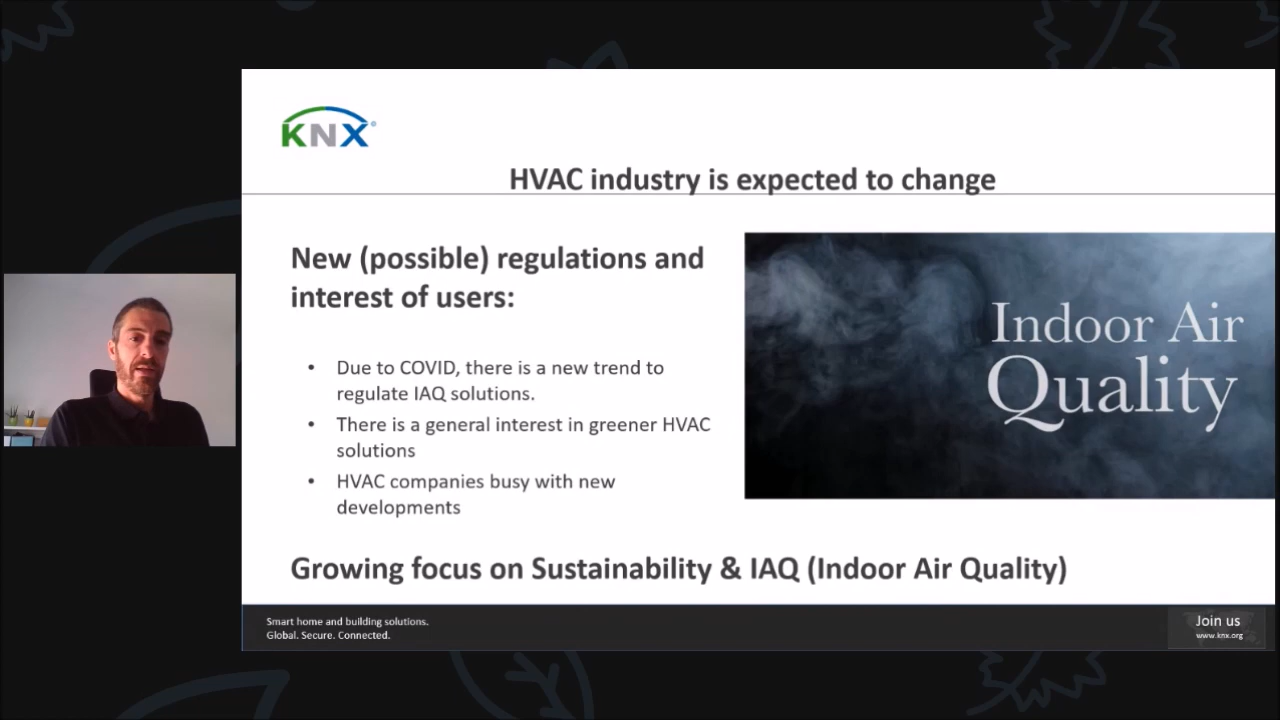 KNX®
HVAC industry is expected to change
New (possible) regulations and
interest of users:
• Due to COVID, there is a new trend to
regulate IAQ solutions.
• There is a general interest in greener HVAC
solutions
• HVAC companies busy with new
developments
Indoor Air
Quality
Growing focus on Sustainability & IAQ (Indoor Air Quality)
Smart home and building solutions.
Global. Secure. Connected.
Join us
www.knx.org